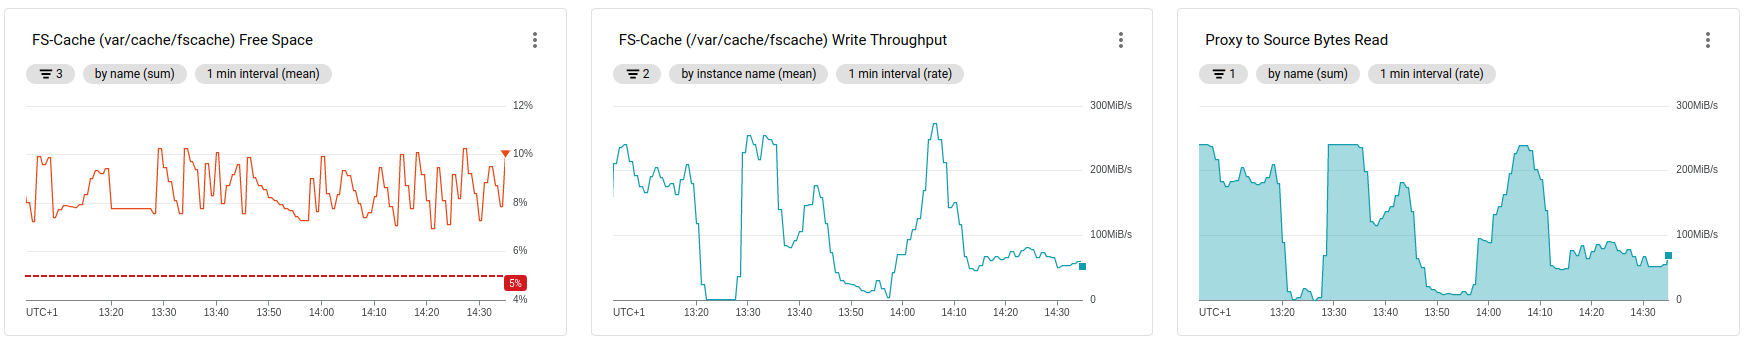 FS-Cache (var/cache/fscache) Free Space
3 by name (sum) 1 min interval (mean)
12%
10%
8%
6%
5%
4%
UTC+1 13:20 13:30 13:40 13:50 14:00 14:10 14:20 14:30
FS-Cache (/var/cache/fscache) Write Throughput
2 by instance name (mean) 1 min interval (rate)
300MiB/s
200MiB/s
100MiB/s
0
UTC+1 13:20 13:30 13:40 13:50 14:00 14:10 14:20 14:30
Proxy to Source Bytes Read
1 by name (sum) 1 min interval (rate)
300MiB/s
200MiB/s
100MiB/s
0
UTC+1 13:20 13:30 13:40 13:50 14:00 14:10 14:20 14:30